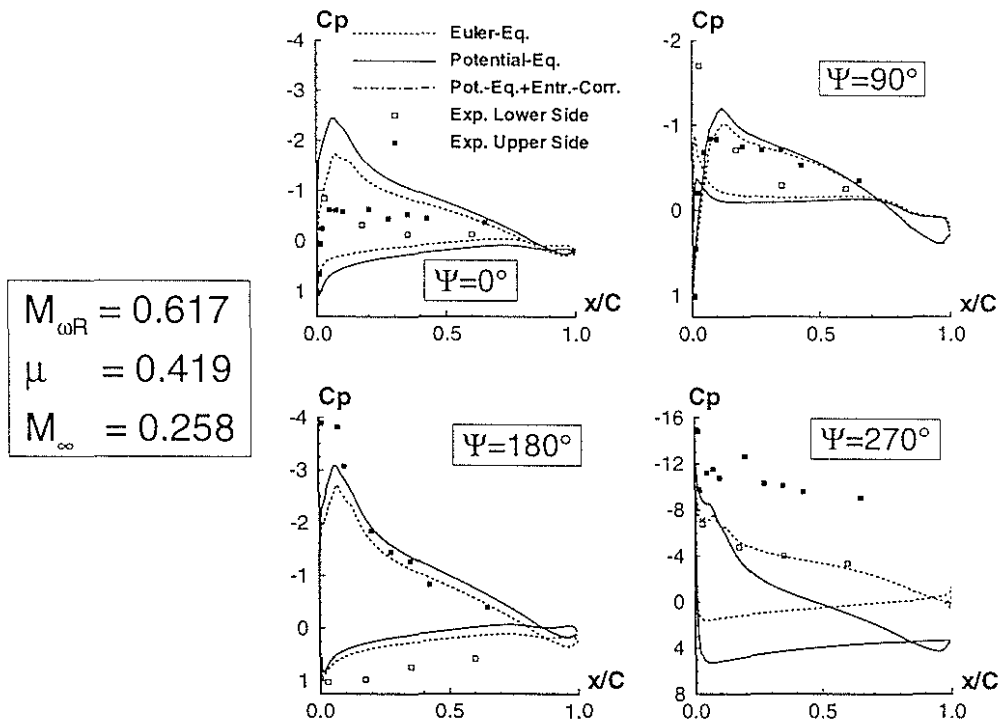 Cp
-4
-3
-2
-1
0
1
0.0
0.5
1.0
x/C
Euler-Eq.
Potential-Eq.
Pot.-Eq.+Entr.-Corr.
Exp. Lower Side
Exp. Upper Side
Ψ=0°
Cp
-2
-1
0
1
0.0
0.5
1.0
x/C
Ψ=90°
M_ωR = 0.617
μ = 0.419
M_∞ = 0.258
Cp
-4
-3
-2
-1
0
1
0.0
0.5
1.0
x/C
Ψ=180°
Cp
-16
-12
-8
-4
0
4
8
0.0
0.5
1.0
x/C
Ψ=270°